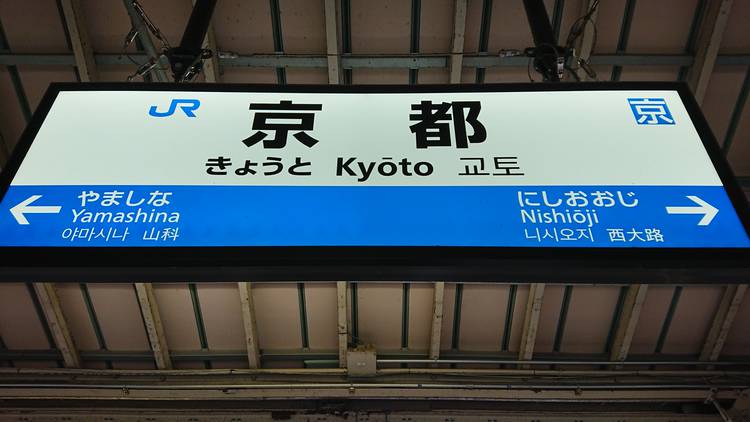 JR 京都 京
きょうと Kyōto 교토
← やましな にしおおじ →
Yamashina Nishiōji
야마시나 山科 니시오지 西大路